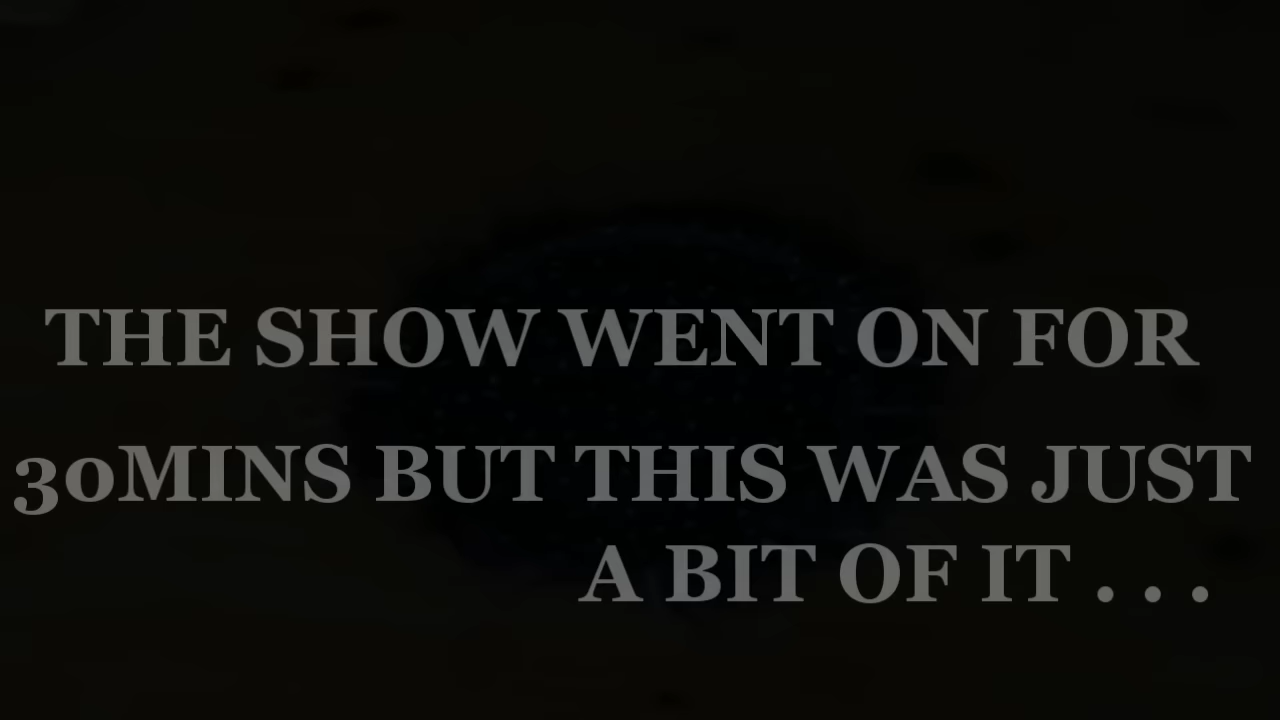 THE SHOW WENT ON FOR
30MINS BUT THIS WAS JUST
A BIT OF IT . . .